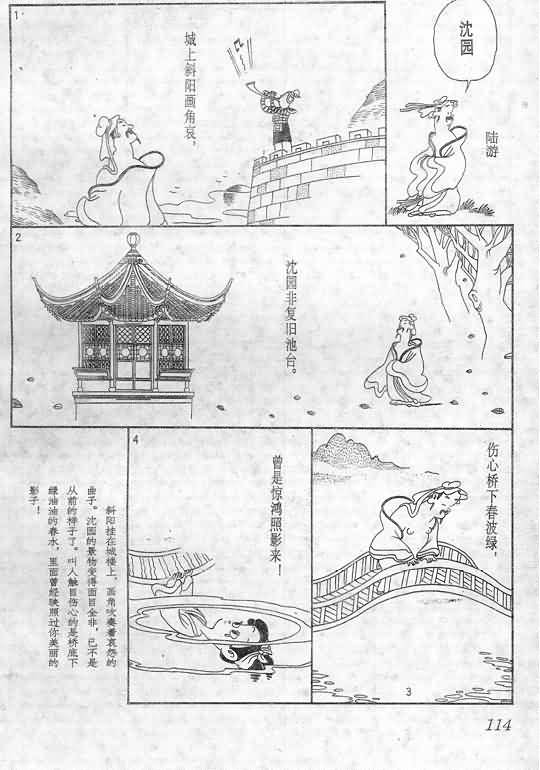 沈园
陆游
1
城上斜阳画角哀，
2
沈园非复旧池台。
3
伤心桥下春波绿，
4
曾是惊鸿照影来！
斜阳挂在城楼上，画角吹奏着哀怨的
曲子。沈园的景物变得面目全非，已不是
从前的样子了。叫人触目伤心的是桥底下
绿油油的春水，里面曾经映照过你美丽的
影子！
114